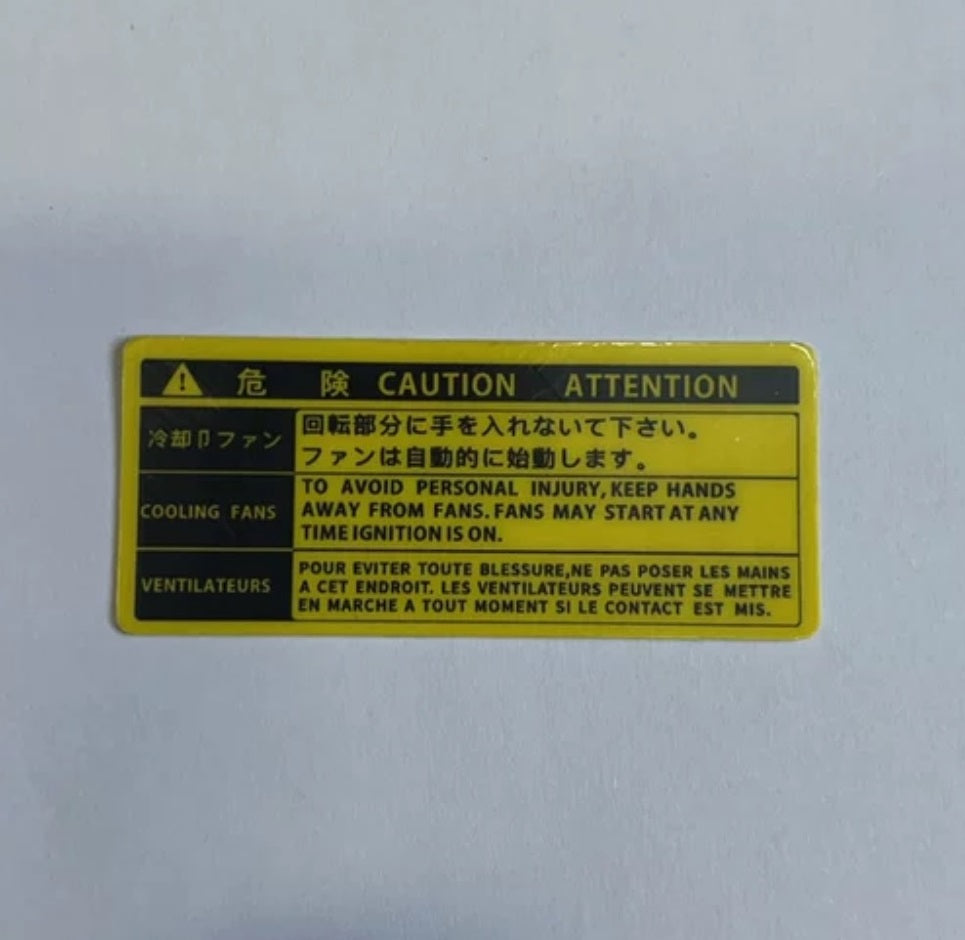 危 険 CAUTION ATTENTION
冷却卩ファン
回転部分に手を入れないて下さい。
ファンは自動的に始動します。
COOLING FANS
TO AVOID PERSONAL INJURY, KEEP HANDS
AWAY FROM FANS. FANS MAY START AT ANY
TIME IGNITION IS ON.
VENTILATEURS
POUR EVITER TOUTE BLESSURE,NE PAS POSER LES MAINS
A CET ENDROIT. LES VENTILATEURS PEUVENT SE METTRE
EN MARCHE A TOUT MOMENT SI LE CONTACT EST MIS.